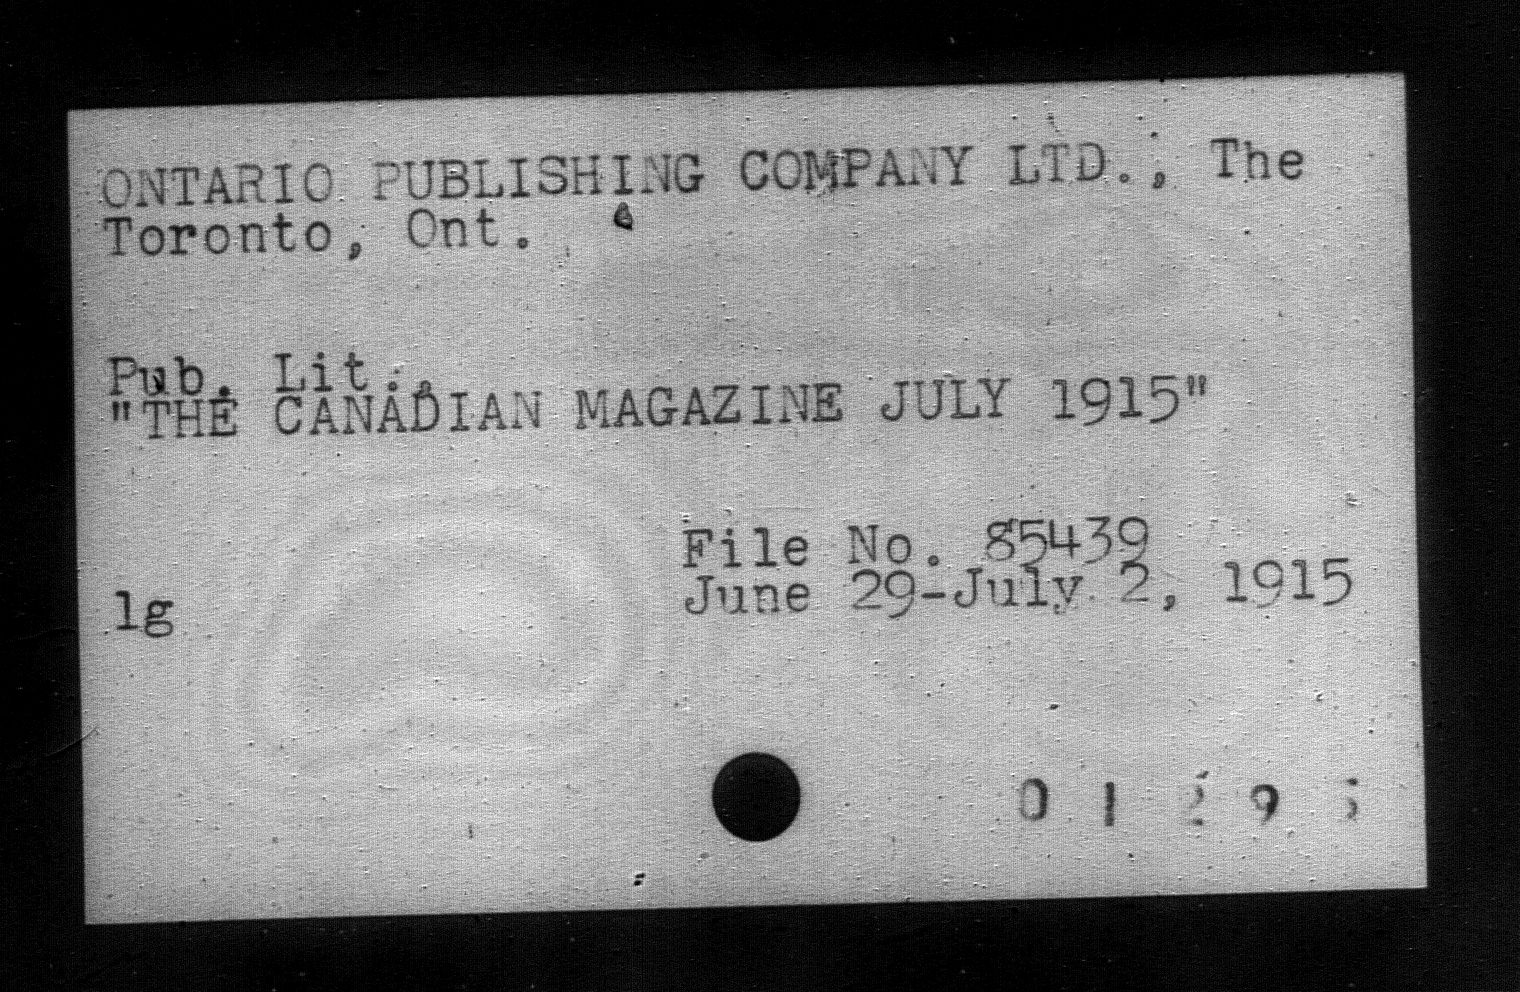 ONTARIO PUBLISHING COMPANY LTD., The
Toronto, Ont.
Pub. Lit.,
"THE CANADIAN MAGAZINE JULY 1915"
File No. 85439
June 29-July 2, 1915
lg